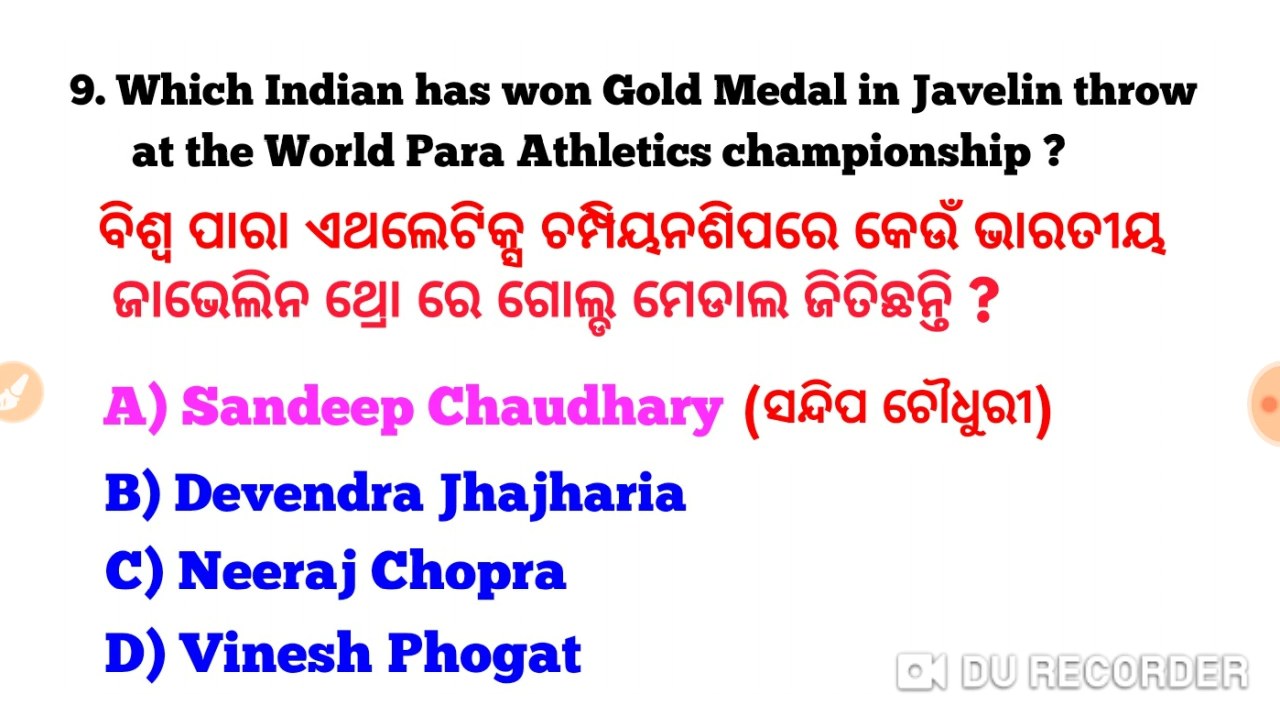 9. Which Indian has won Gold Medal in Javelin throw
at the World Para Athletics championship ?
ବିଶ୍ୱ ପାରା ଏଥଲେଟିକ୍ସ ଚମ୍ପିୟନଶିପରେ କେଉଁ ଭାରତୀୟ
ଜାଭେଲିନ ଥ୍ରୋ ରେ ଗୋଲ୍ଡ ମେଡାଲ ଜିତିଛନ୍ତି ?
A) Sandeep Chaudhary (ସନ୍ଦିପ ଚୌଧୁରୀ)
B) Devendra Jhajharia
C) Neeraj Chopra
D) Vinesh Phogat
DU RECORDER